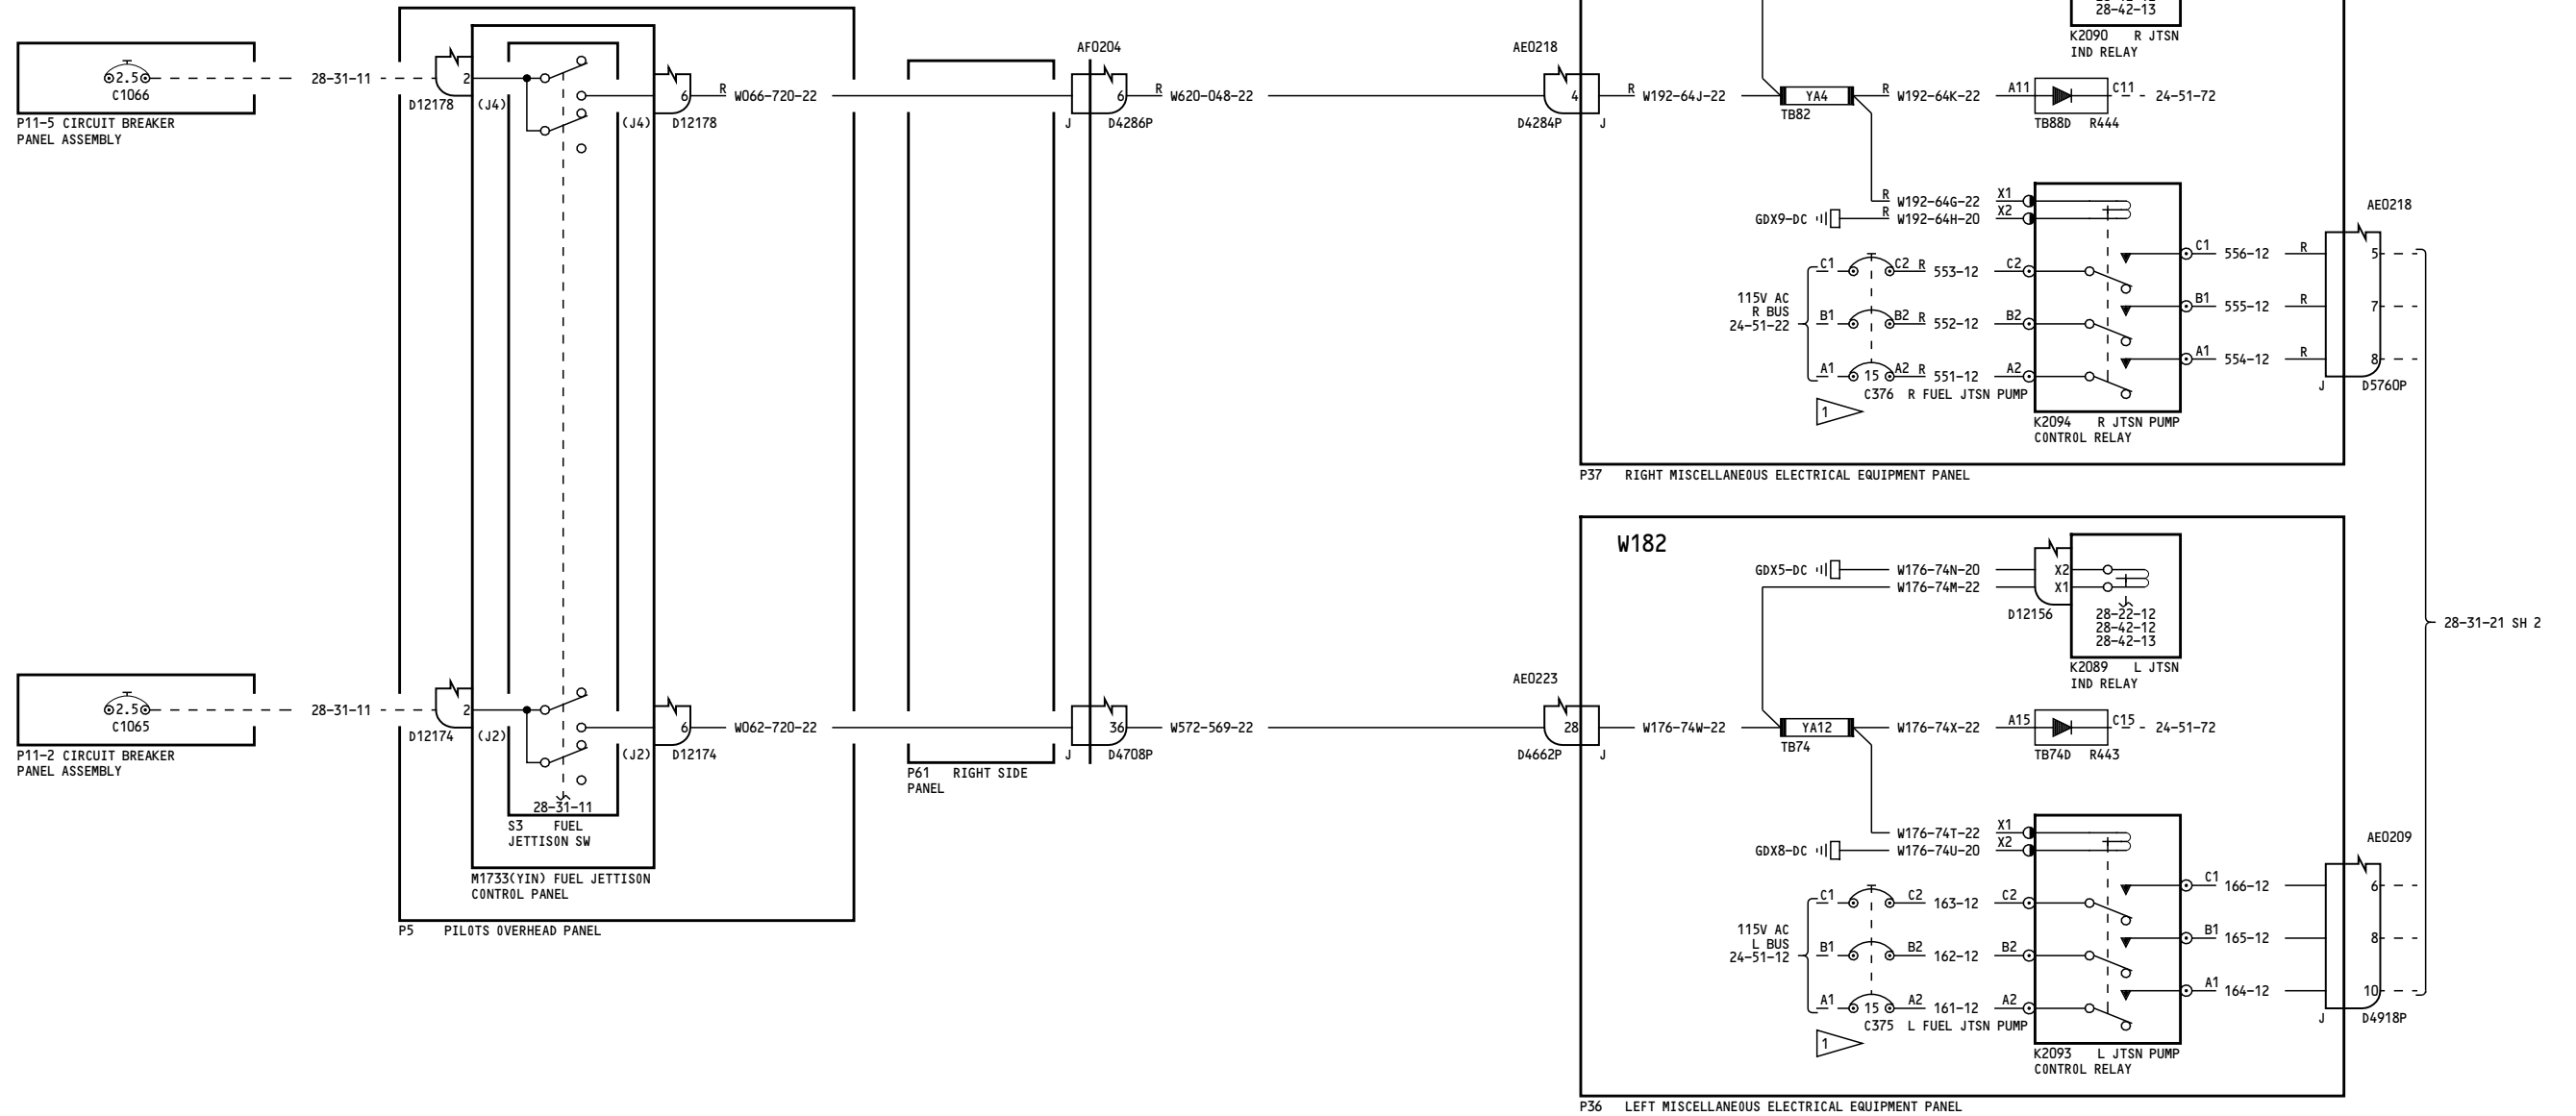 28-42-13
K2090 R JTSN
IND RELAY
2.5
C1066
P11-5 CIRCUIT BREAKER
PANEL ASSEMBLY
28-31-11
2
D12178
(J4)
(J4)
6
D12178
R
W066-720-22
AF0204
6
J
D4286P
R
W620-048-22
AE0218
4
D4284P
J
R
W192-64J-22
YA4
TB82
R
W192-64K-22
A11
C11
24-51-72
TB88D R444
R
W192-64G-22
X1
GDX9-DC
R
W192-64H-20
X2
115V AC
R BUS
24-51-22
C1
C2
R
553-12
C2
B1
B2
R
552-12
B2
A1
15
A2
R
551-12
A2
C376 R FUEL JTSN PUMP
1
C1
556-12
R
B1
555-12
R
A1
554-12
R
K2094 R JTSN PUMP
CONTROL RELAY
AE0218
5
7
8
J
D5760P
P37 RIGHT MISCELLANEOUS ELECTRICAL EQUIPMENT PANEL
W182
GDX5-DC
W176-74N-20
X2
W176-74M-22
X1
D12156
28-22-12
28-42-12
28-42-13
K2089 L JTSN
IND RELAY
28-31-21 SH 2
2.5
C1065
P11-2 CIRCUIT BREAKER
PANEL ASSEMBLY
28-31-11
2
D12174
(J2)
(J2)
6
D12174
W062-720-22
28-31-11
S3 FUEL
JETTISON SW
M1733(YIN) FUEL JETTISON
CONTROL PANEL
P5 PILOTS OVERHEAD PANEL
P61 RIGHT SIDE
PANEL
36
J
D4708P
W572-569-22
AE0223
28
D4662P
J
W176-74W-22
YA12
TB74
W176-74X-22
A15
C15
24-51-72
TB74D R443
W176-74T-22
X1
GDX8-DC
W176-74U-20
X2
115V AC
L BUS
24-51-12
C1
C2
163-12
C2
B1
B2
162-12
B2
A1
15
A2
161-12
A2
C375 L FUEL JTSN PUMP
1
C1
166-12
B1
165-12
A1
164-12
K2093 L JTSN PUMP
CONTROL RELAY
AE0209
6
8
10
J
D4918P
P36 LEFT MISCELLANEOUS ELECTRICAL EQUIPMENT PANEL